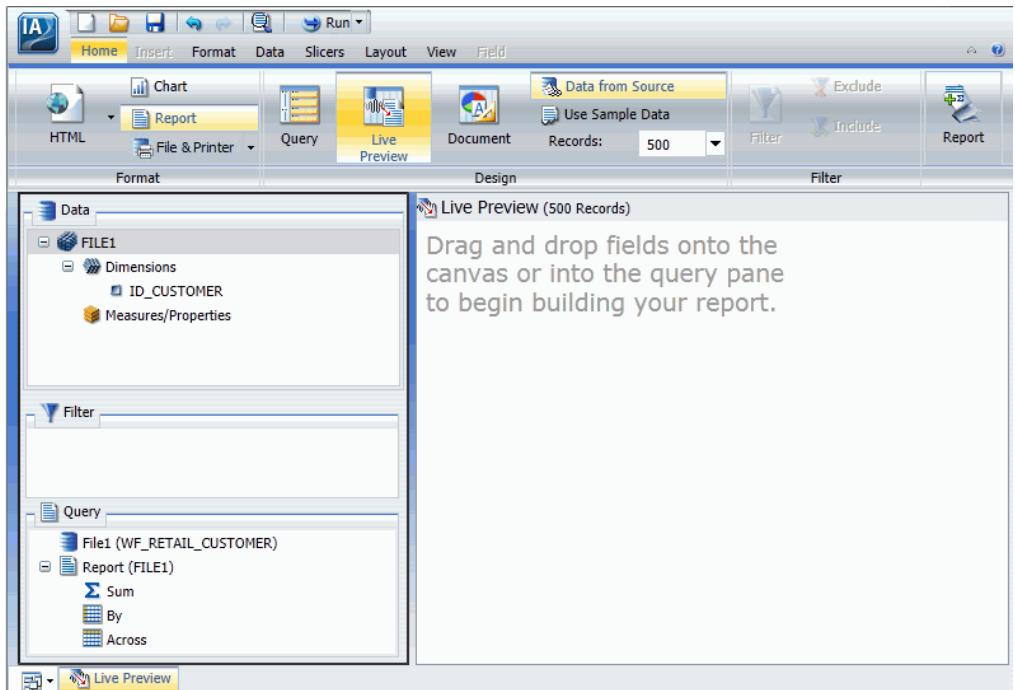 IA
Run
Home Insert Format Data Slicers Layout View Field
HTML
Chart
Report
File & Printer
Format
Query
Live
Preview
Document
Data from Source
Use Sample Data
Records: 500
Design
Filter
Exclude
Include
Filter
Report
Data
FILE1
Dimensions
ID_CUSTOMER
Measures/Properties
Filter
Query
File1 (WF_RETAIL_CUSTOMER)
Report (FILE1)
Sum
By
Across
Live Preview (500 Records)
Drag and drop fields onto the
canvas or into the query pane
to begin building your report.
Live Preview